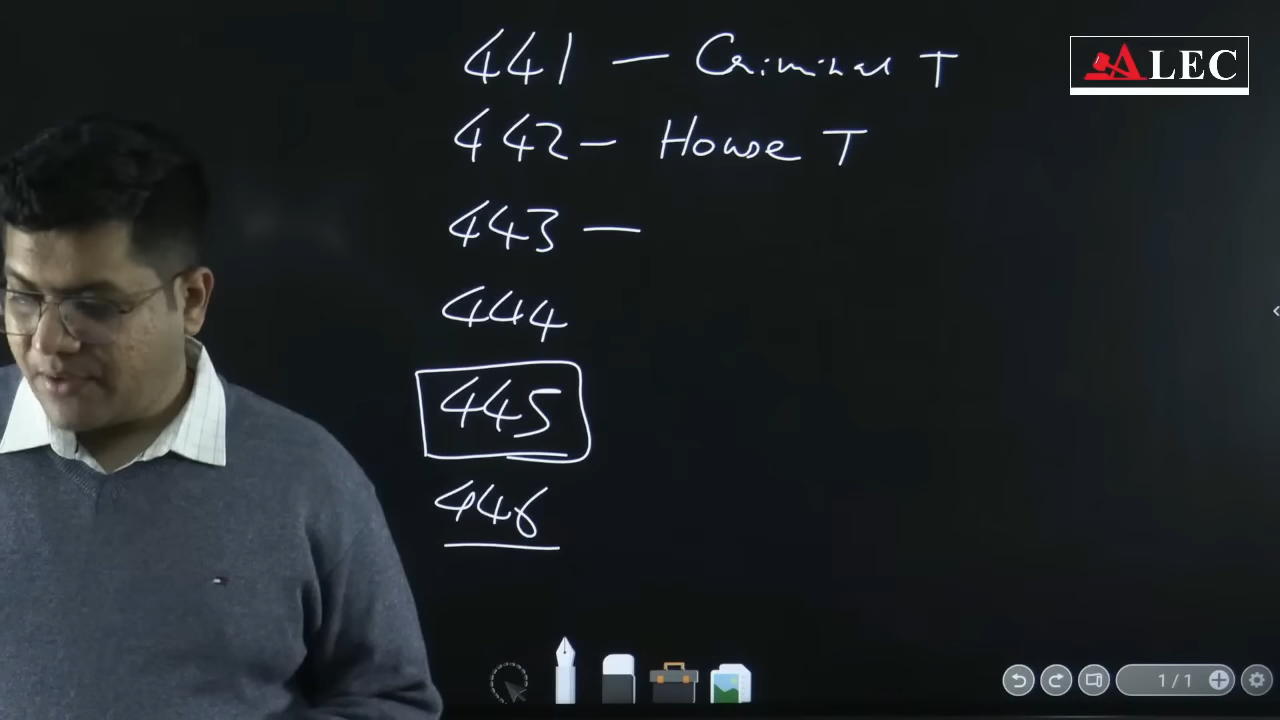 441 — Criminal T
ALEC
442 — House T
443 —
444
445
446
1/1